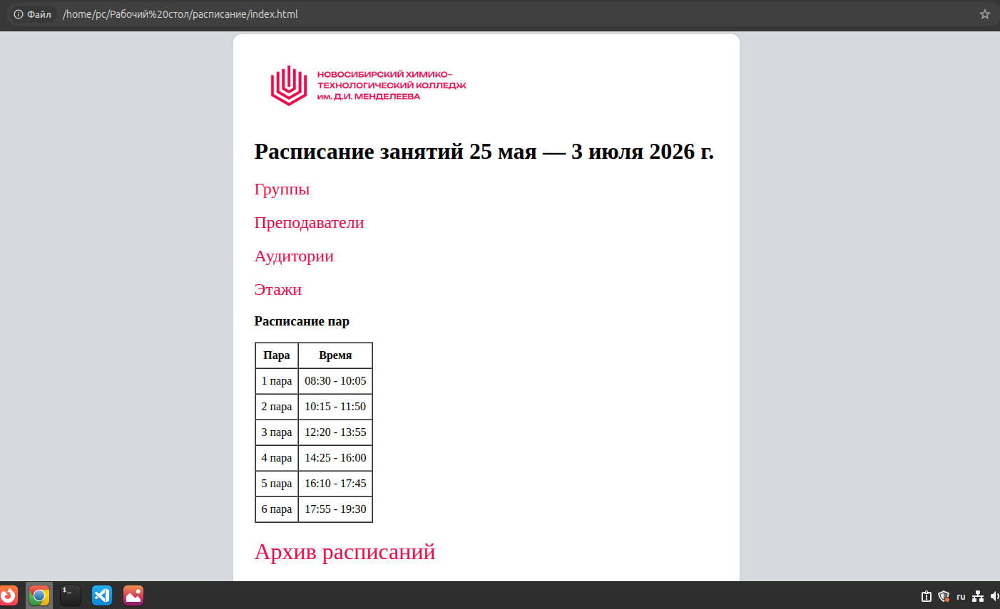 Файл /home/pc/Рабочий%20стол/расписание/index.html
НОВОСИБИРСКИЙ ХИМИКО–
ТЕХНОЛОГИЧЕСКИЙ КОЛЛЕДЖ
им. Д.И. МЕНДЕЛЕЕВА
Расписание занятий 25 мая — 3 июля 2026 г.
Группы
Преподаватели
Аудитории
Этажи
Расписание пар
Пара Время
1 пара 08:30 - 10:05
2 пара 10:15 - 11:50
3 пара 12:20 - 13:55
4 пара 14:25 - 16:00
5 пара 16:10 - 17:45
6 пара 17:55 - 19:30
Архив расписаний
$_
ru